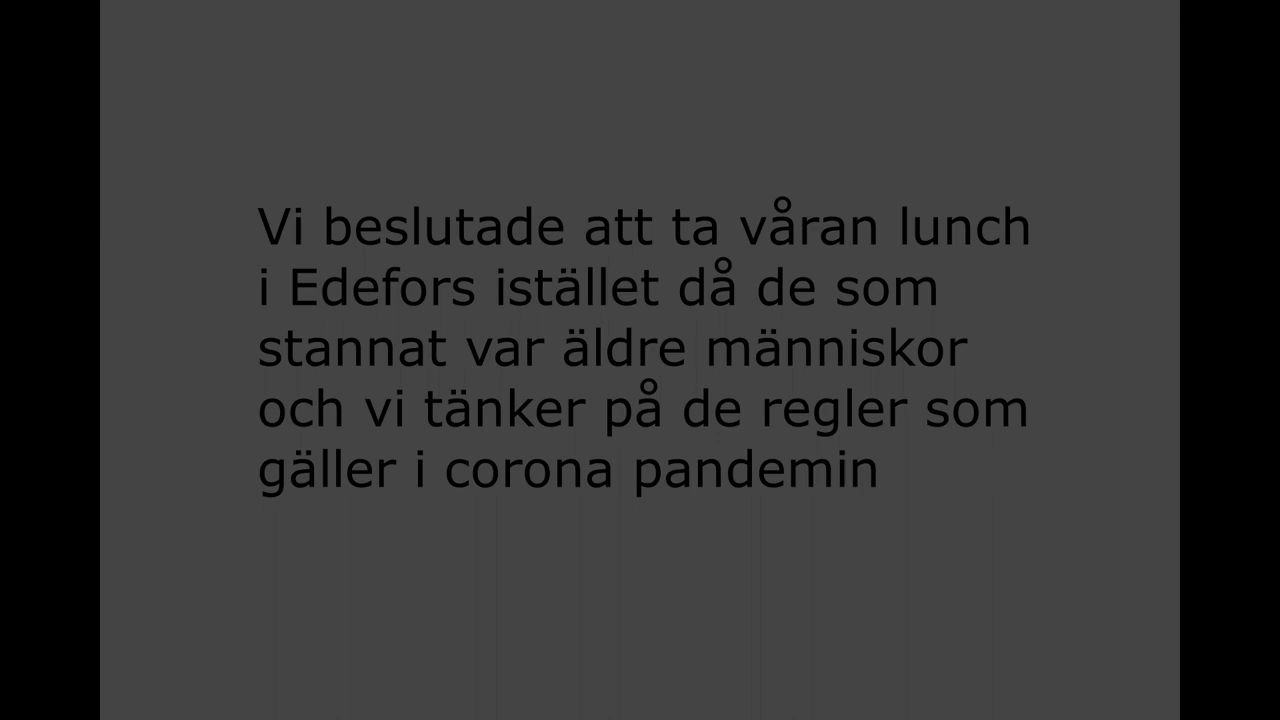 Vi beslutade att ta våran lunch
i Edefors istället då de som
stannat var äldre människor
och vi tänker på de regler som
gäller i corona pandemin